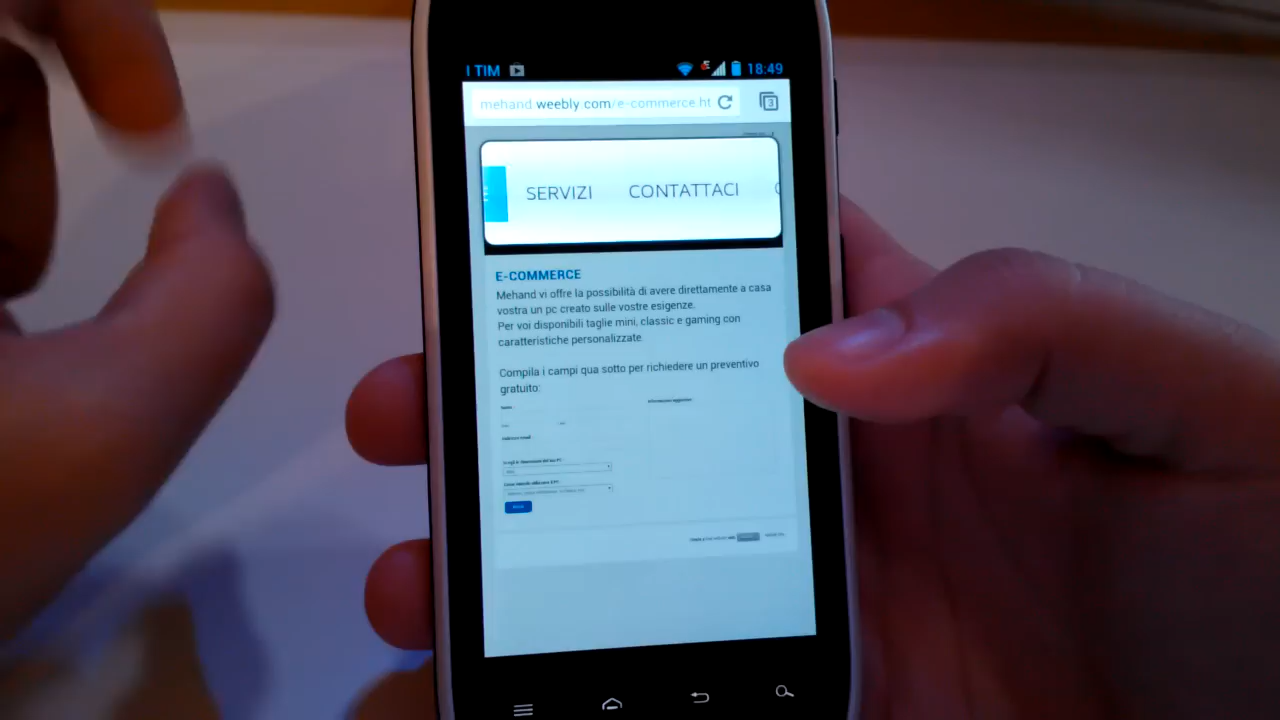 I TIM
18:49
mehand.weebly.com/e-commerce.ht
3
SERVIZI
CONTATTACI
E-COMMERCE
Mehand vi offre la possibilità di avere direttamente a casa
vostra un pc creato sulle vostre esigenze.
Per voi disponibili taglie mini, classic e gaming con
caratteristiche personalizzate
Compila i campi qua sotto per richiedere un preventivo
gratuito: